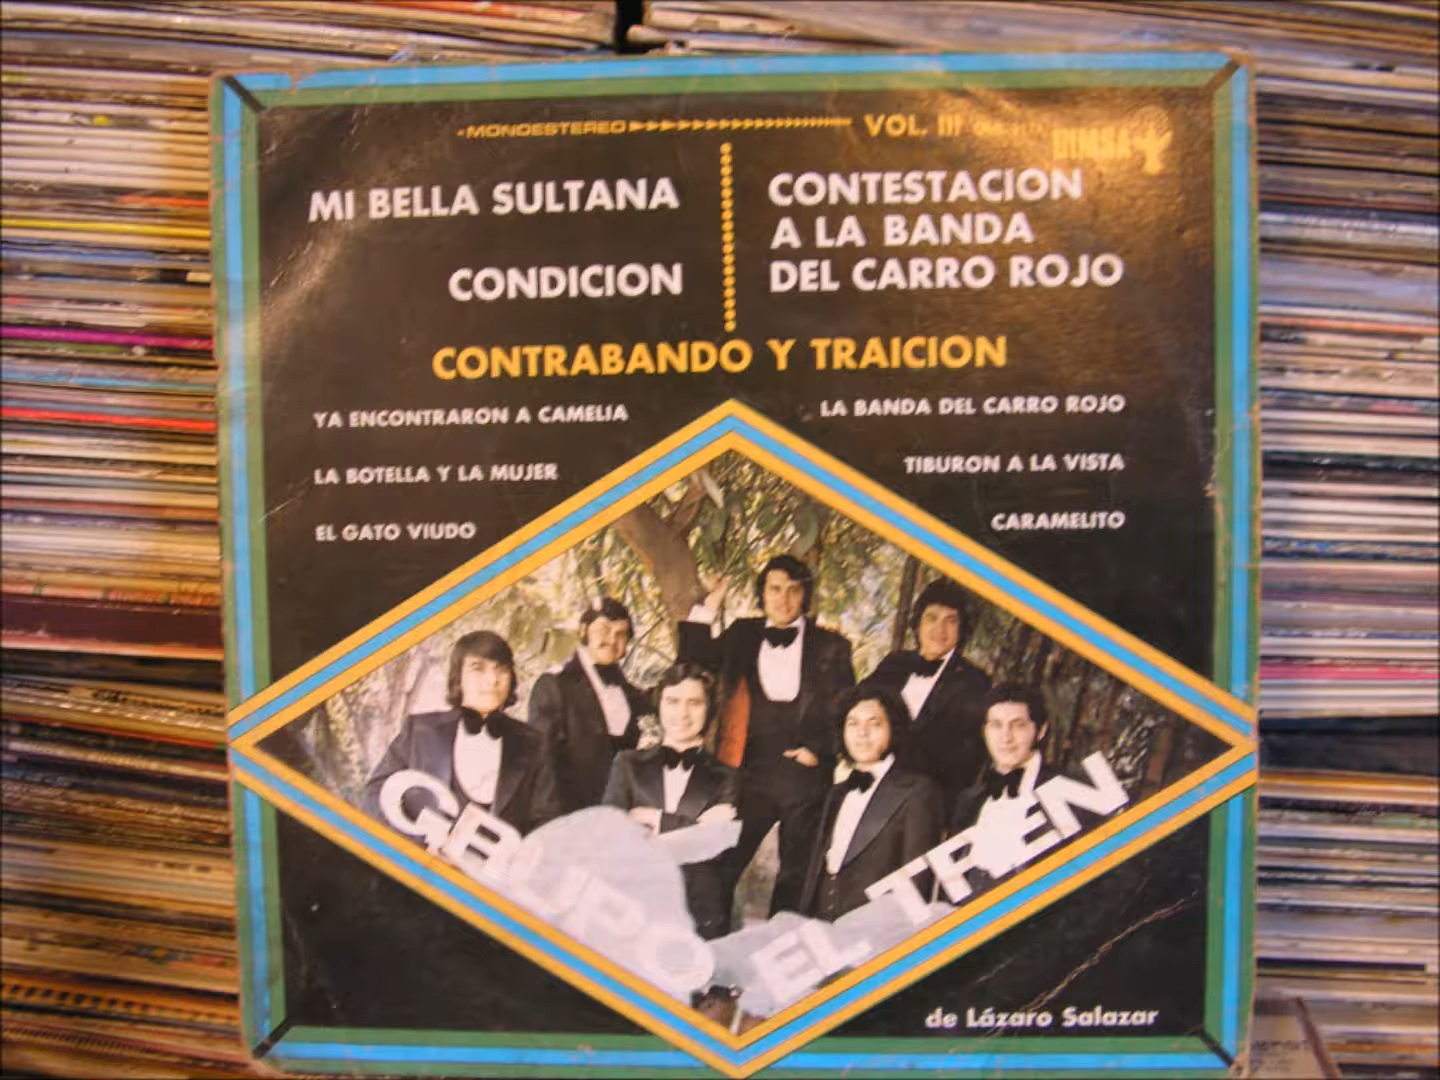 MONOESTEREO VOL. III
DIMSA
MI BELLA SULTANA
CONDICION
CONTESTACION
A LA BANDA
DEL CARRO ROJO
CONTRABANDO Y TRAICION
YA ENCONTRARON A CAMELIA
LA BOTELLA Y LA MUJER
EL GATO VIUDO
LA BANDA DEL CARRO ROJO
TIBURON A LA VISTA
CARAMELITO
GRUPO EL TREN
de Lázaro Salazar